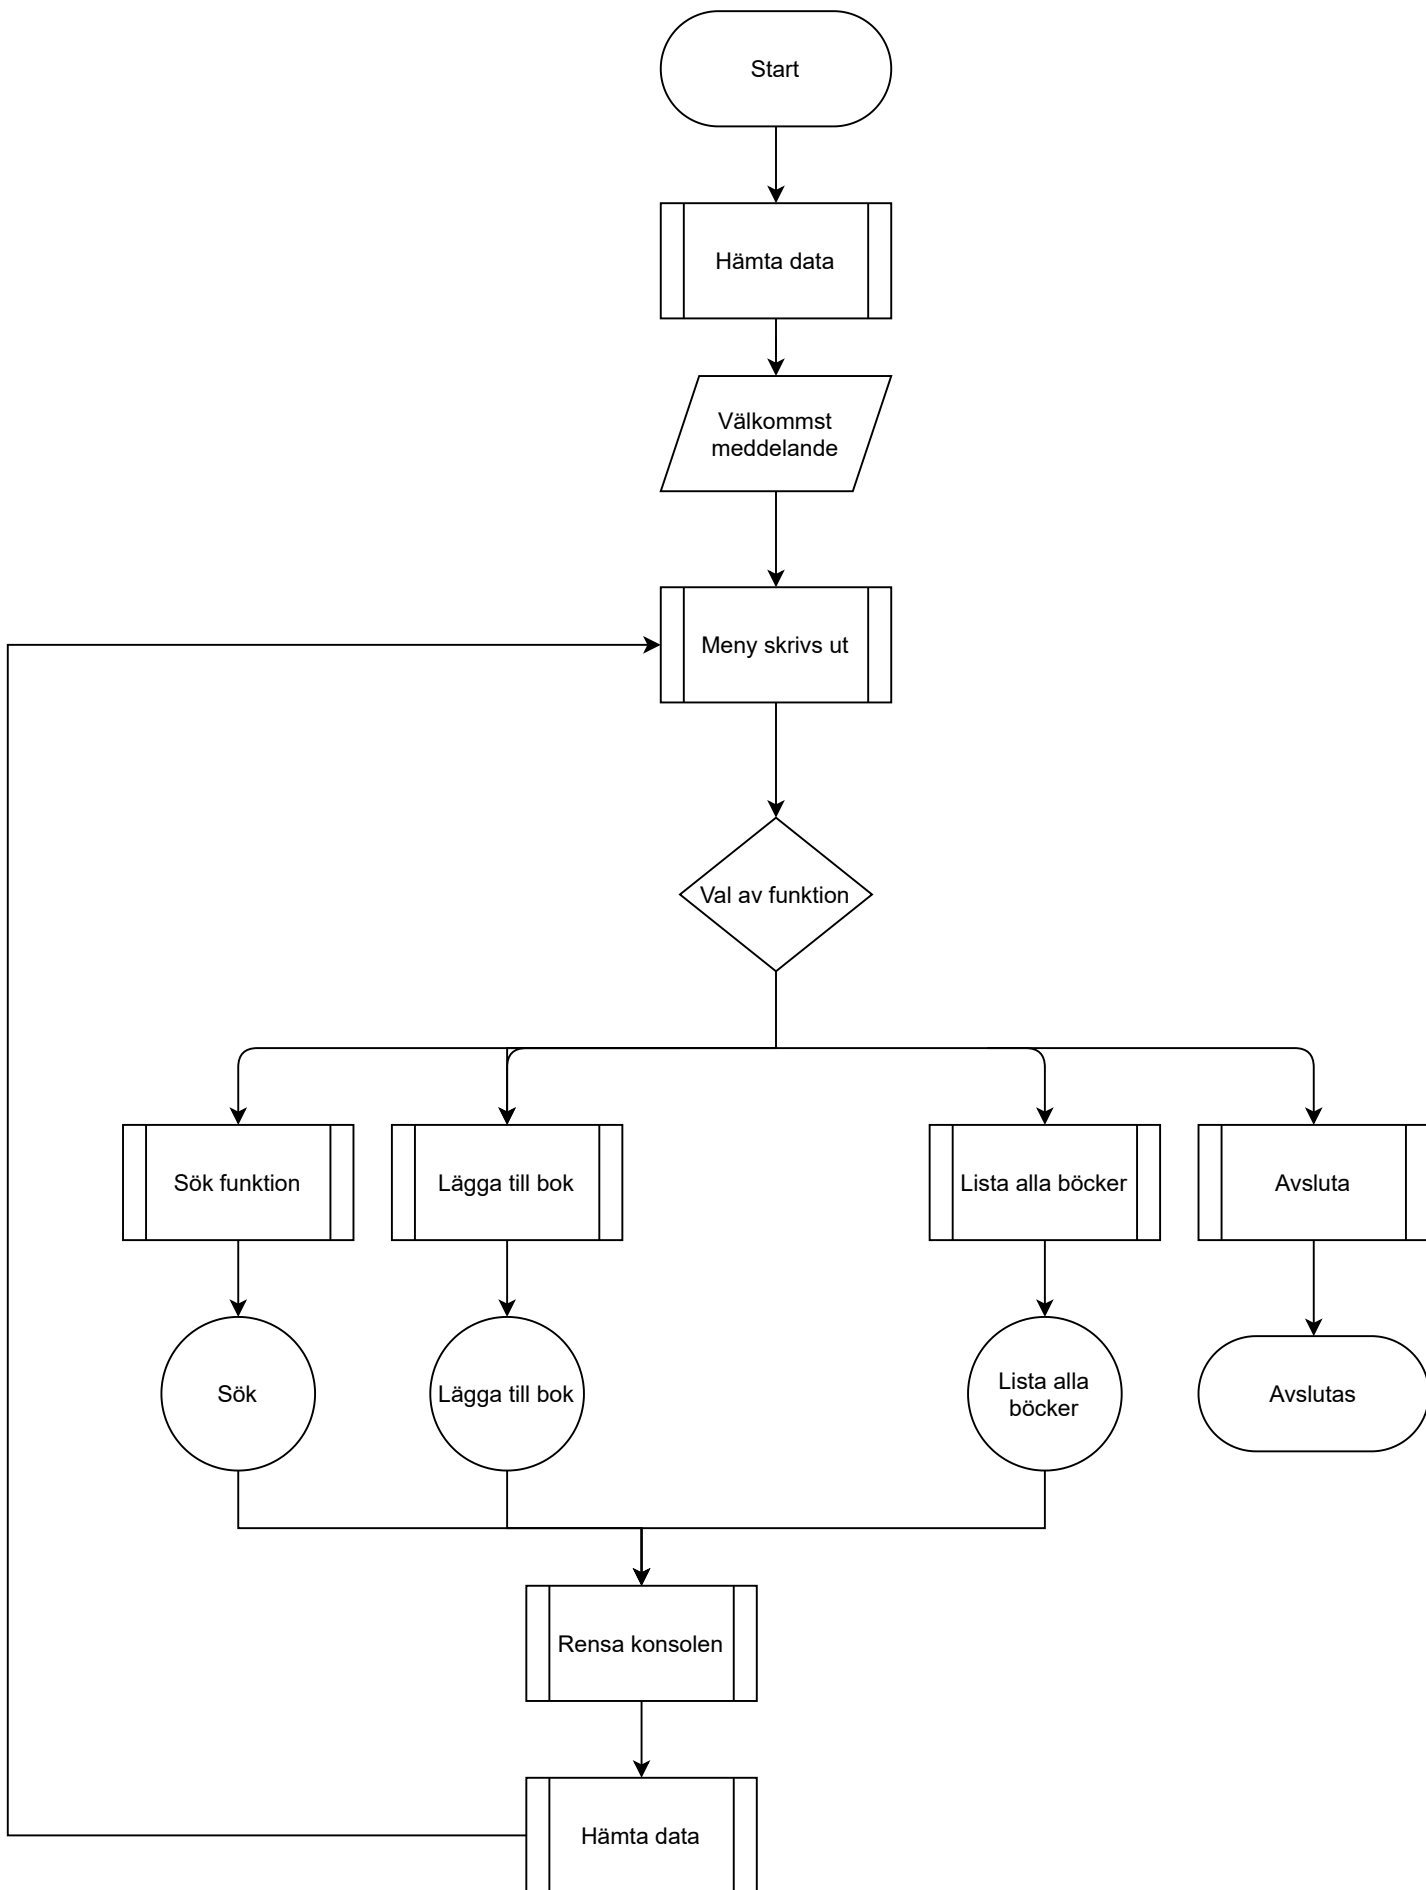 Start
Hämta data
Välkommst
meddelande
Meny skrivs ut
Val av funktion
Sök funktion
Lägga till bok
Lista alla böcker
Avsluta
Sök
Lägga till bok
Lista alla
böcker
Avslutas
Rensa konsolen
Hämta data